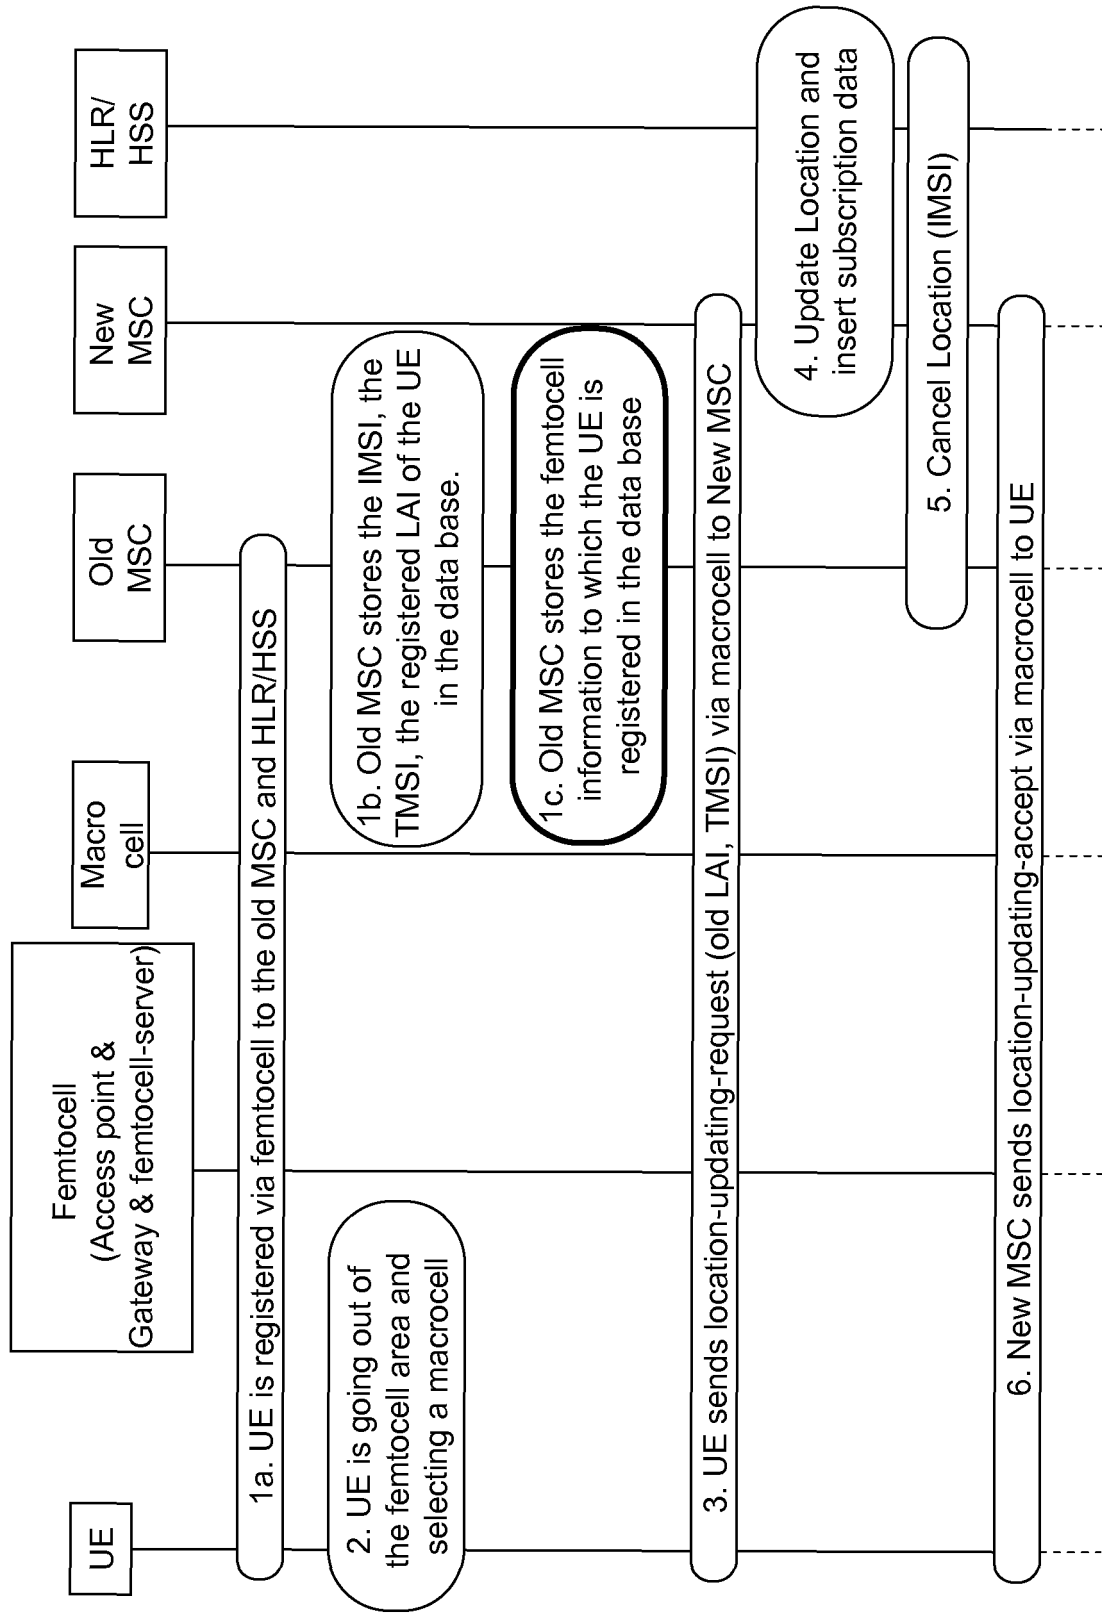 UE
Femtocell
(Access point &
Gateway & femtocell-server)
Macro
cell
Old
MSC
New
MSC
HLR/
HSS
1a. UE is registered via femtocell to the old MSC and HLR/HSS
2. UE is going out of
the femtocell area and
selecting a macrocell
1b. Old MSC stores the IMSI, the
TMSI, the registered LAI of the UE
in the data base.
1c. Old MSC stores the femtocell
information to which the UE is
registered in the data base
3. UE sends location-updating-request (old LAI, TMSI) via macrocell to New MSC
4. Update Location and
insert subscription data
5. Cancel Location (IMSI)
6. New MSC sends location-updating-accept via macrocell to UE